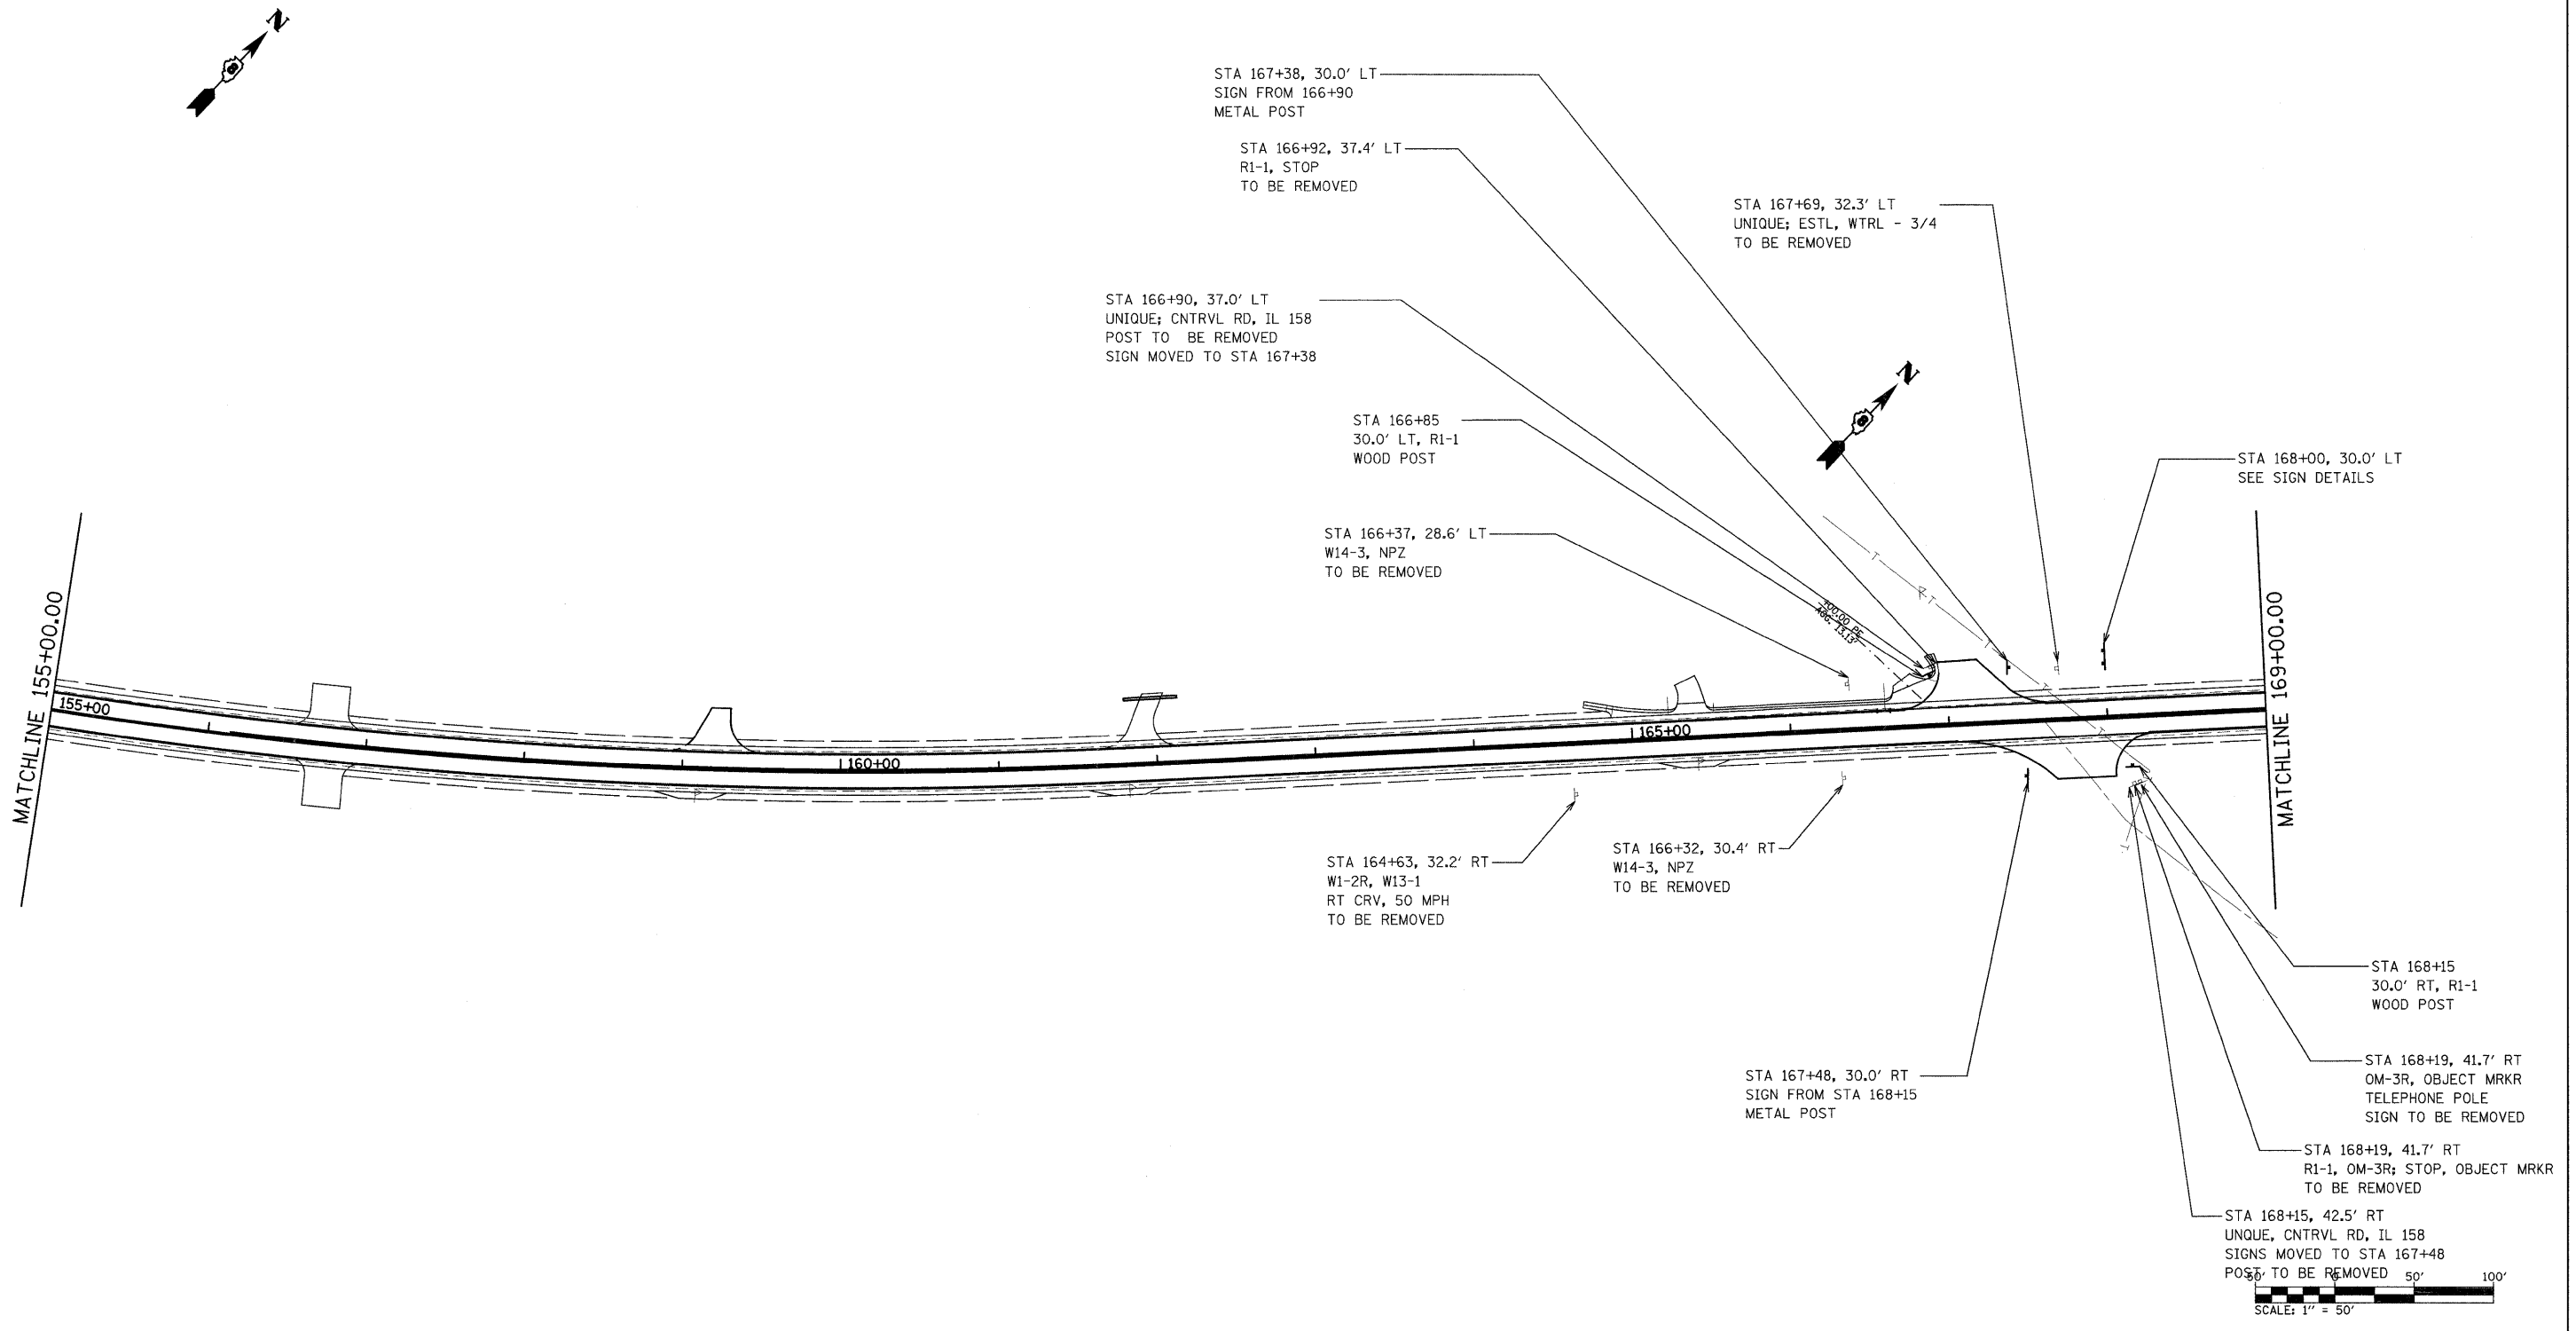 N
STA 167+38, 30.0' LT
SIGN FROM 166+90
METAL POST
STA 166+92, 37.4' LT
R1-1, STOP
TO BE REMOVED
STA 167+69, 32.3' LT
UNIQUE; ESTL, WTRL - 3/4
TO BE REMOVED
STA 166+90, 37.0' LT
UNIQUE; CNTRVL RD, IL 158
POST TO BE REMOVED
SIGN MOVED TO STA 167+38
N
STA 166+85
30.0' LT, R1-1
WOOD POST
STA 168+00, 30.0' LT
SEE SIGN DETAILS
STA 166+37, 28.6' LT
W14-3, NPZ
TO BE REMOVED
MATCHLINE 155+00.00
MATCHLINE 169+00.00
+00.00 PE
155+00
160+00
165+00
STA 164+63, 32.2' RT
W1-2R, W13-1
RT CRV, 50 MPH
TO BE REMOVED
STA 166+32, 30.4' RT
W14-3, NPZ
TO BE REMOVED
STA 168+15
30.0' RT, R1-1
WOOD POST
STA 167+48, 30.0' RT
SIGN FROM STA 168+15
METAL POST
STA 168+19, 41.7' RT
OM-3R, OBJECT MRKR
TELEPHONE POLE
SIGN TO BE REMOVED
STA 168+19, 41.7' RT
R1-1, OM-3R; STOP, OBJECT MRKR
TO BE REMOVED
STA 168+15, 42.5' RT
UNQUE, CNTRVL RD, IL 158
SIGNS MOVED TO STA 167+48
POST TO BE REMOVED
50' 0 50' 100'
SCALE: 1" = 50'